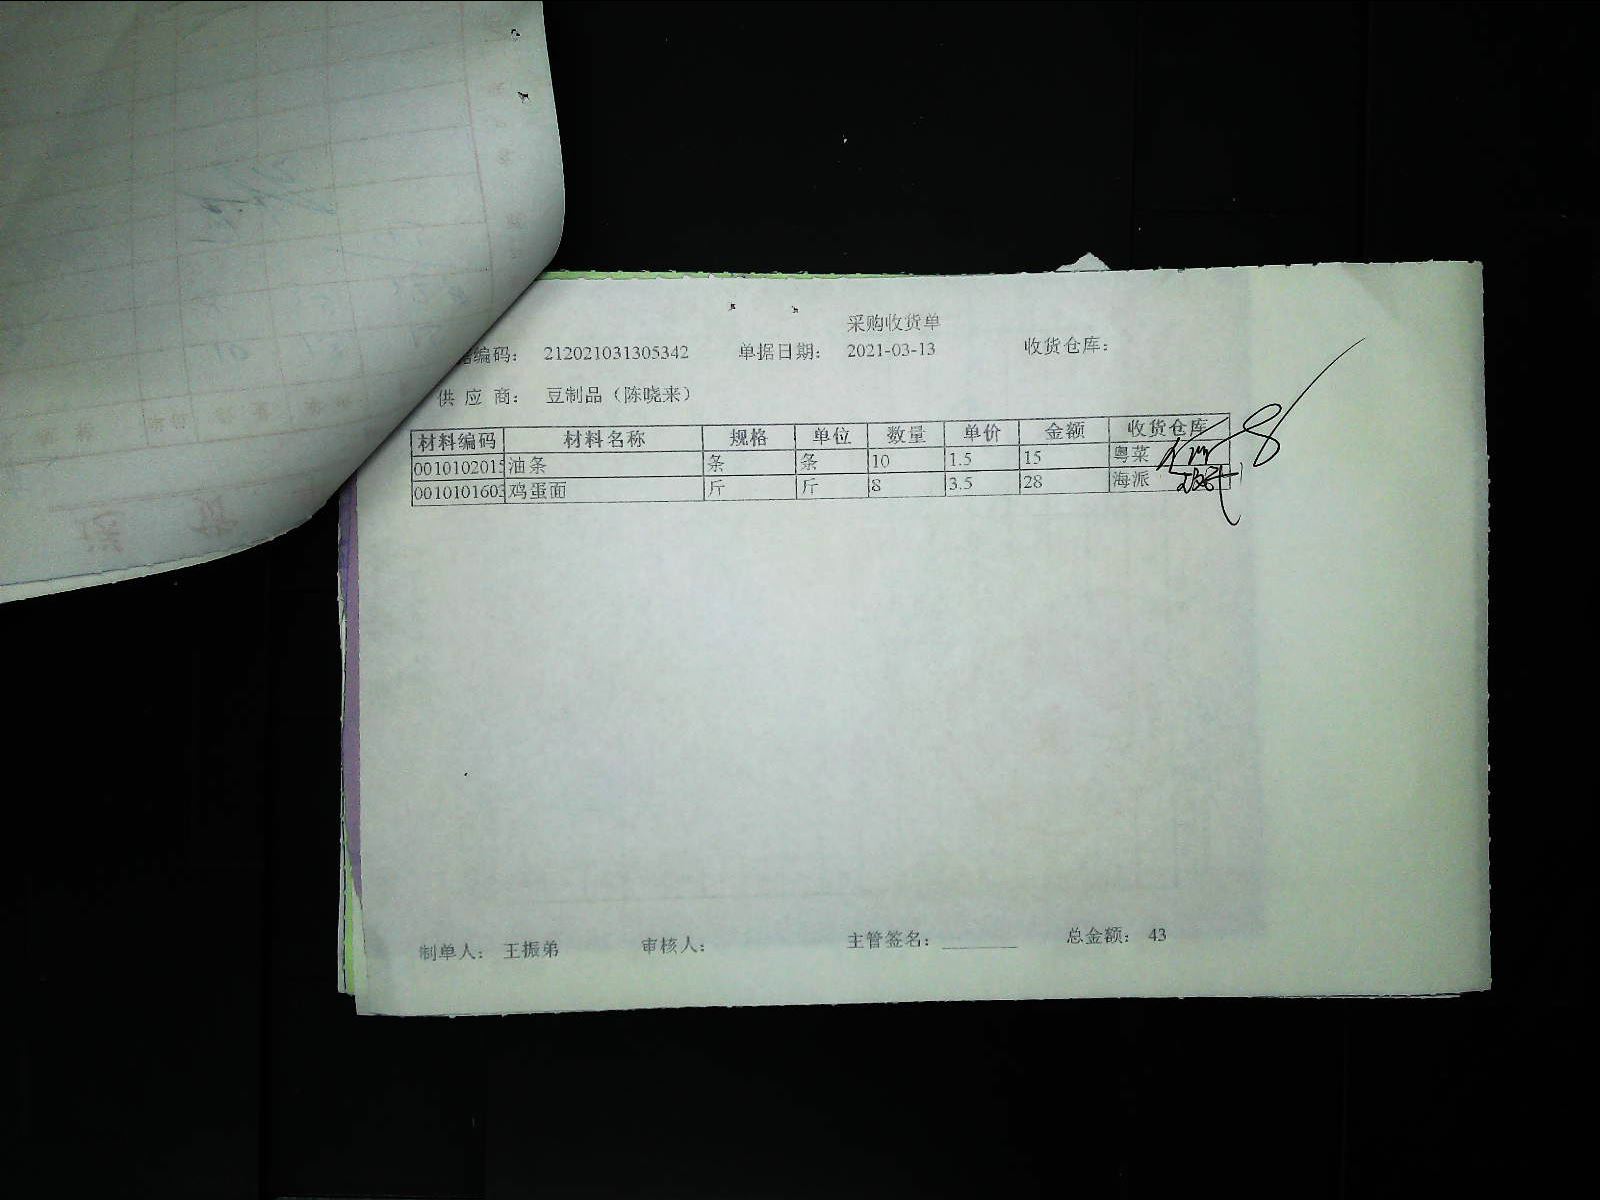 采购收货单
编码： 212021031305342 单据日期： 2021-03-13 收货仓库：
供 应 商： 豆制品（陈晓来）
材料编码 材料名称 规格 单位 数量 单价 金额 收货仓库
0010102015 油条 条 条 10 1.5 15 粤菜
0010101603 鸡蛋面 斤 斤 8 3.5 28 海派
制单人： 王振弟 审核人： 主管签名： 总金额： 43